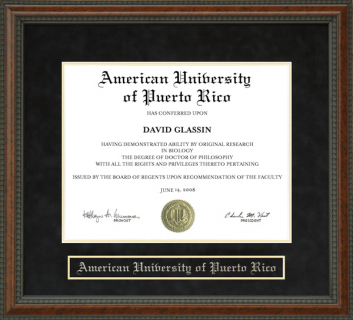 American University
of Puerto Rico
HAS CONFERRED UPON
DAVID GLASSIN
HAVING DEMONSTRATED ABILITY BY ORIGINAL RESEARCH
IN BIOLOGY
THE DEGREE OF DOCTOR OF PHILOSOPHY
WITH ALL THE RIGHTS AND PRIVILEGES THERETO PERTAINING
ISSUED BY THE BOARD OF REGENTS UPON RECOMMENDATION OF THE FACULTY
JUNE 14, 2008
PROVOST
PRESIDENT
American University of Puerto Rico